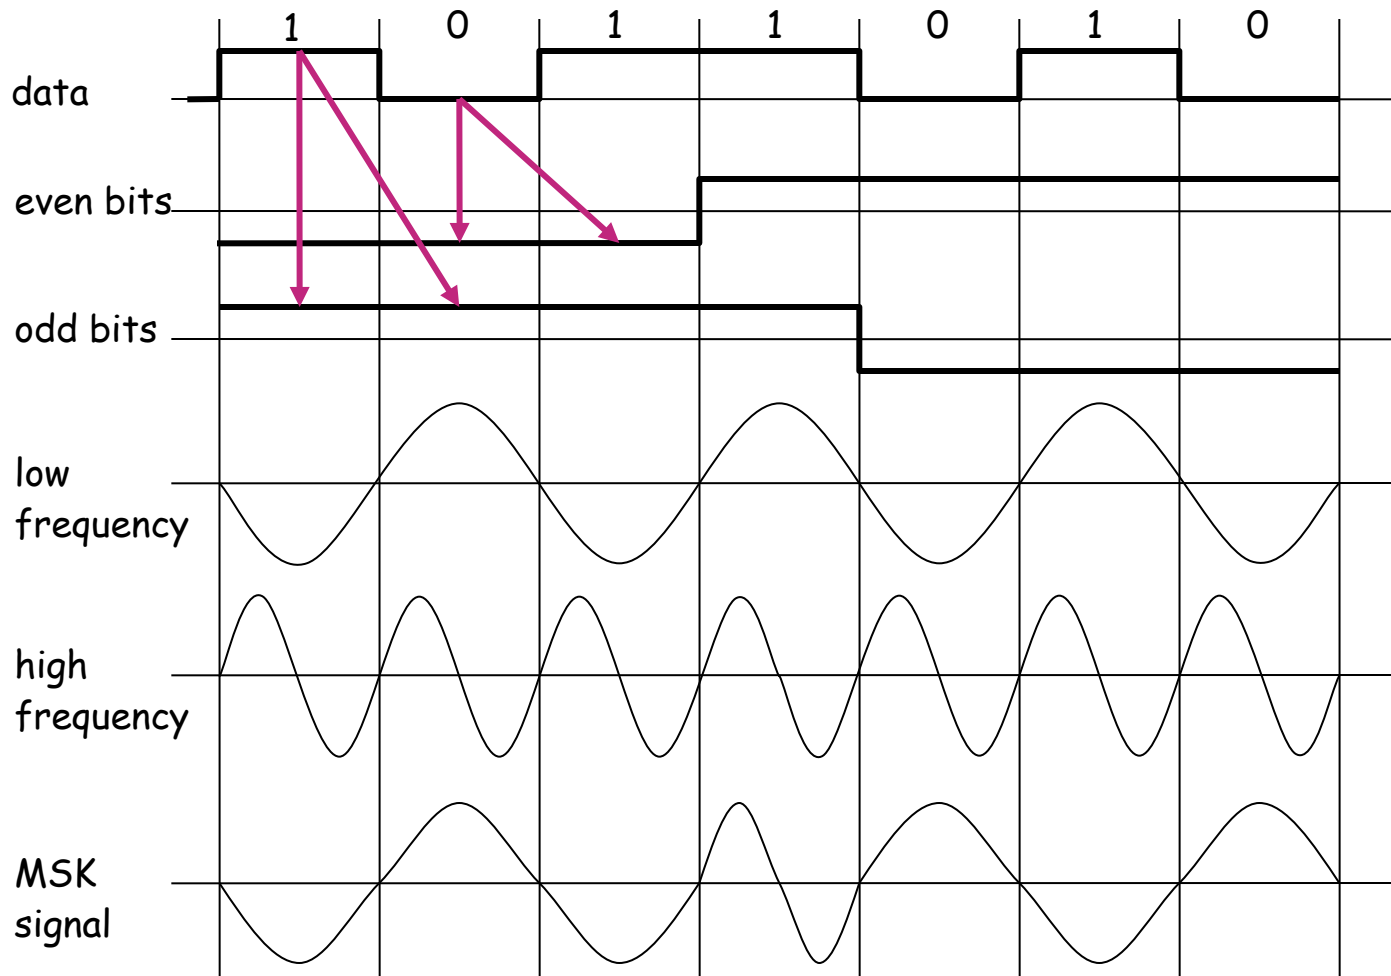 1 0 1 1 0 1 0
data
even bits
odd bits
low
frequency
high
frequency
MSK
signal